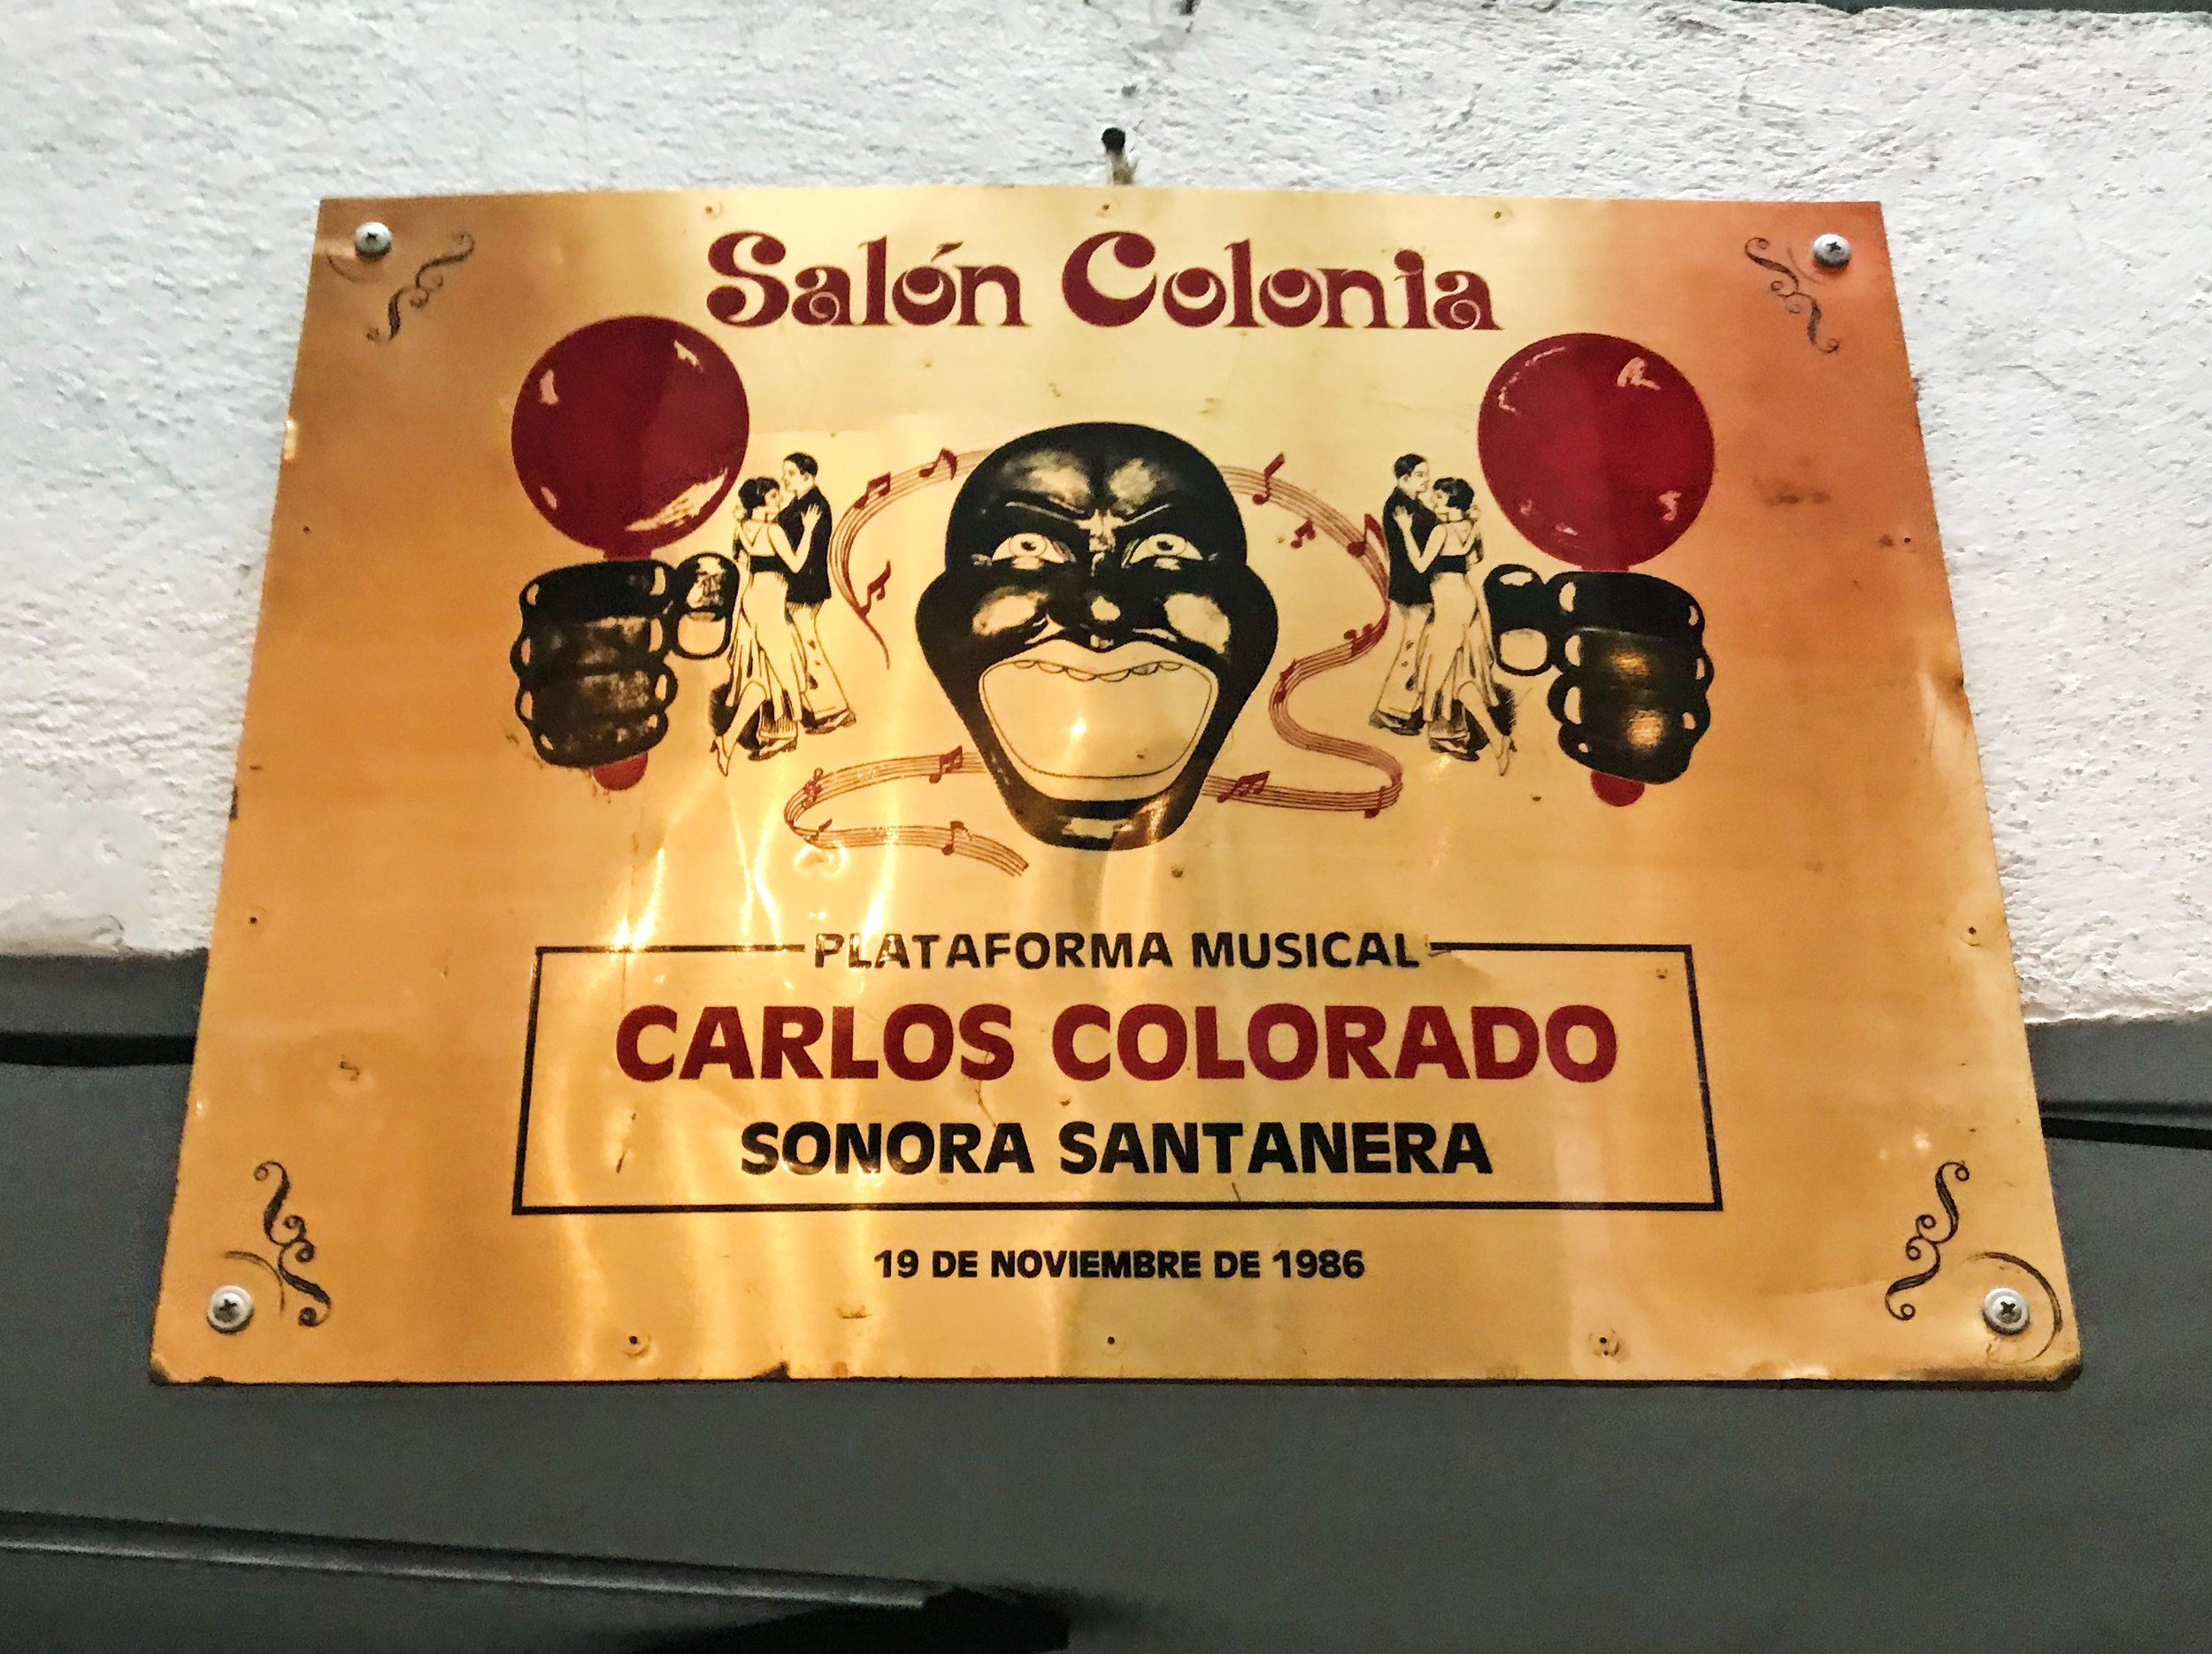 Salón Colonia
PLATAFORMA MUSICAL
CARLOS COLORADO
SONORA SANTANERA
19 DE NOVIEMBRE DE 1986